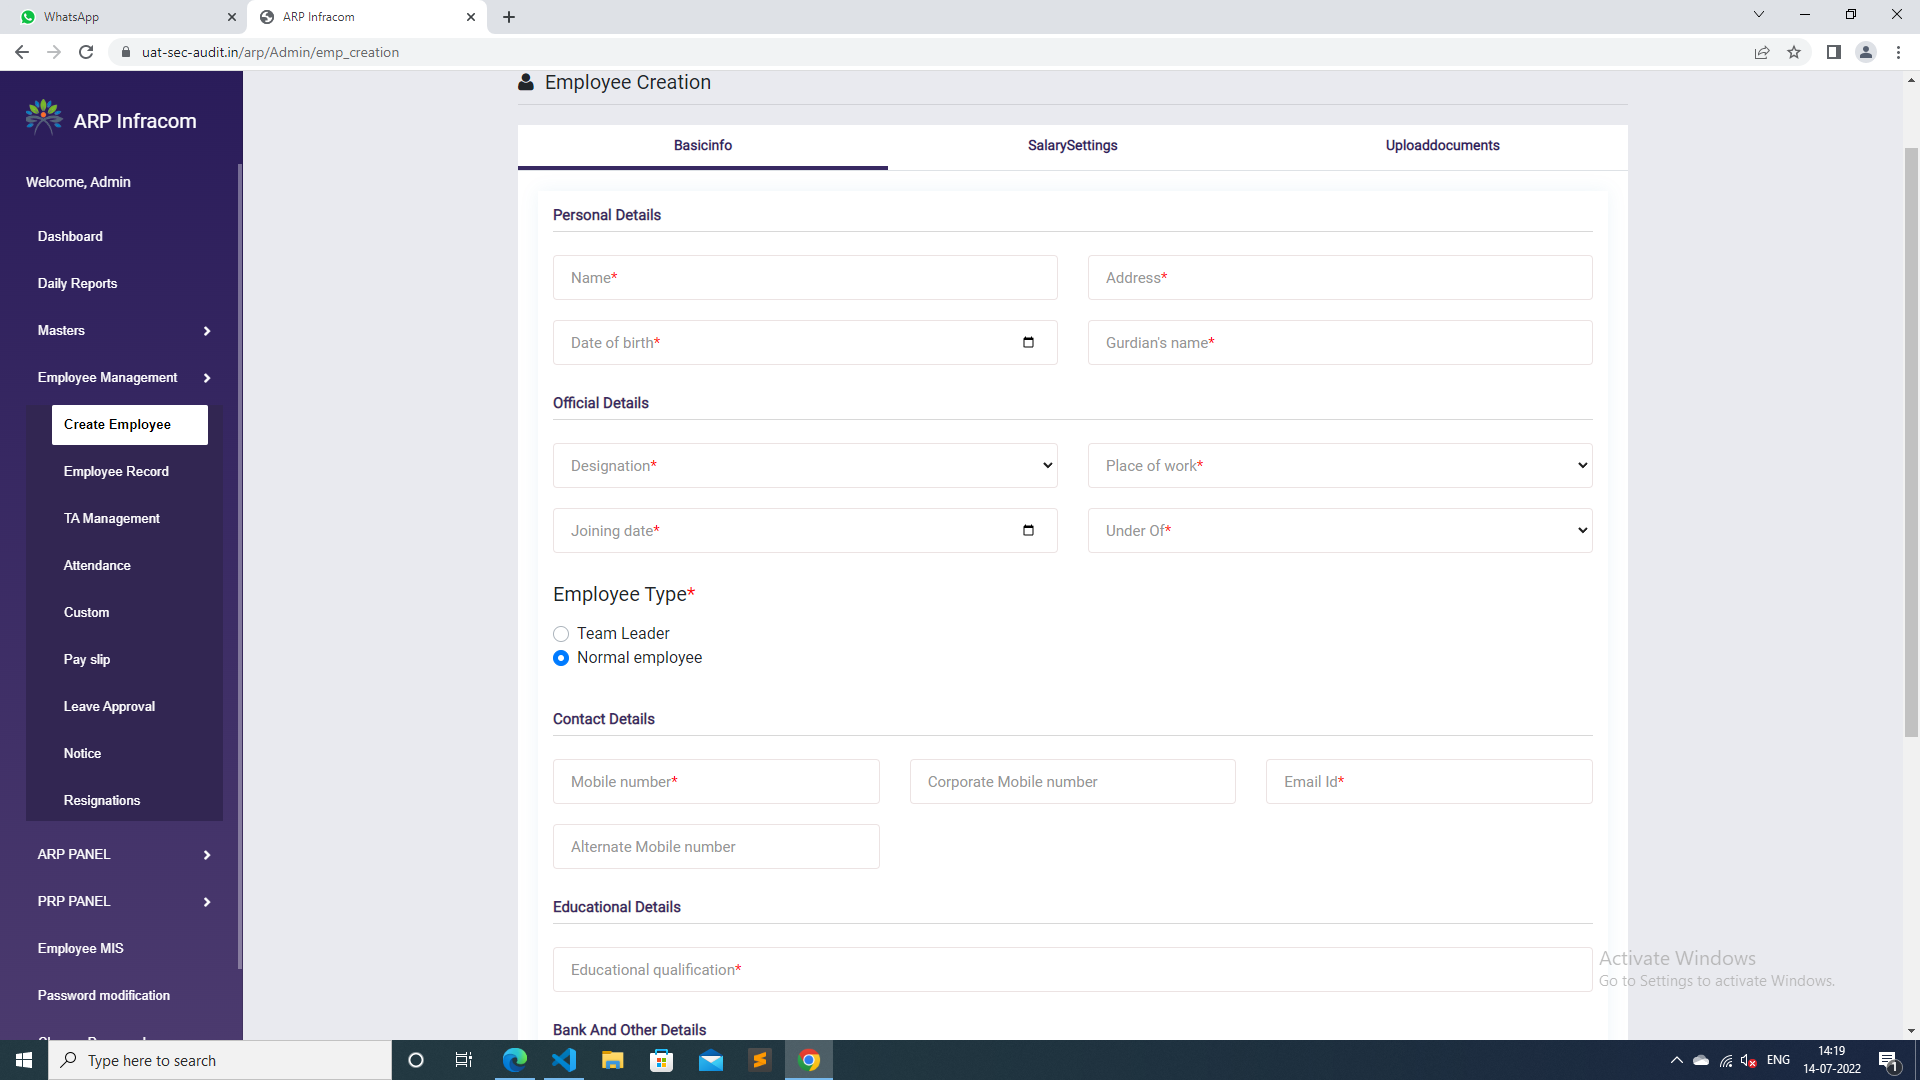 WhatsApp
ARP Infracom
uat-sec-audit.in/arp/Admin/emp_creation
ARP Infracom
Welcome, Admin
Dashboard
Daily Reports
Masters
Employee Management
Create Employee
Employee Record
TA Management
Attendance
Custom
Pay slip
Leave Approval
Notice
Resignations
ARP PANEL
PRP PANEL
Employee MIS
Password modification
Employee Creation
Basicinfo SalarySettings Uploaddocuments
Personal Details
Name* Address*
Date of birth* Gurdian's name*
Official Details
Designation* Place of work*
Joining date* Under Of*
Employee Type*
Team Leader
Normal employee
Contact Details
Mobile number* Corporate Mobile number Email Id*
Alternate Mobile number
Educational Details
Educational qualification*
Bank And Other Details
Activate Windows
Go to Settings to activate Windows.
Type here to search
ENG
14:19
14-07-2022
1